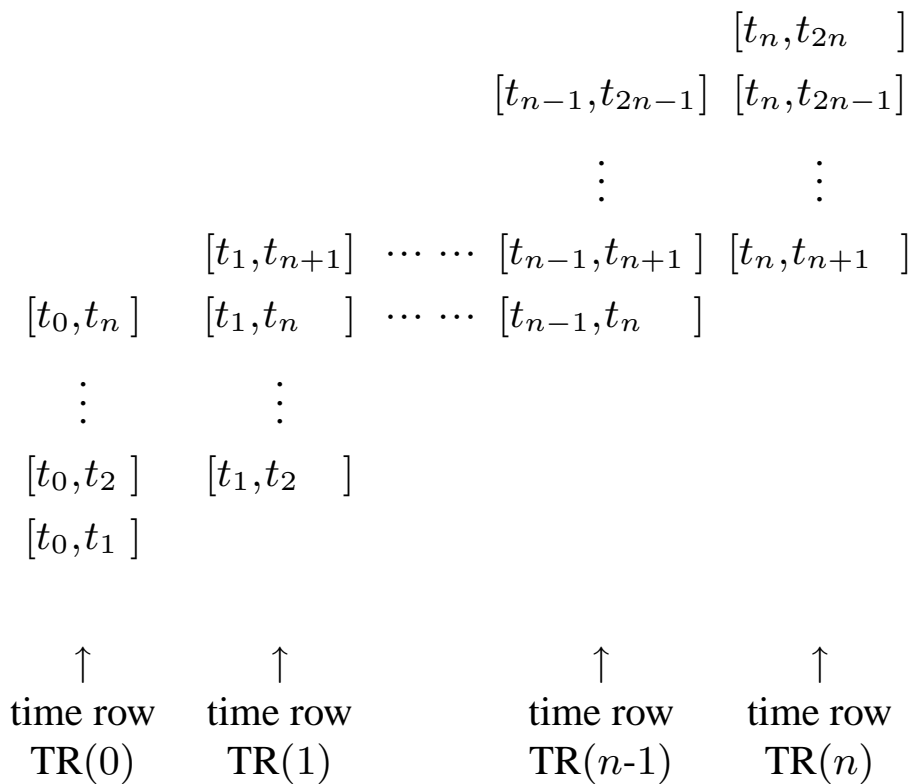 [t_n,t_{2n} ]
[t_{n−1},t_{2n−1}] [t_n,t_{2n−1}]
⋮ ⋮
[t_1,t_{n+1}] ⋯ ⋯ [t_{n−1},t_{n+1} ] [t_n,t_{n+1} ]
[t_0,t_n ] [t_1,t_n ] ⋯ ⋯ [t_{n−1},t_n ]
⋮ ⋮
[t_0,t_2 ] [t_1,t_2 ]
[t_0,t_1 ]
↑ ↑ ↑ ↑
time row time row time row time row
TR(0) TR(1) TR(n-1) TR(n)